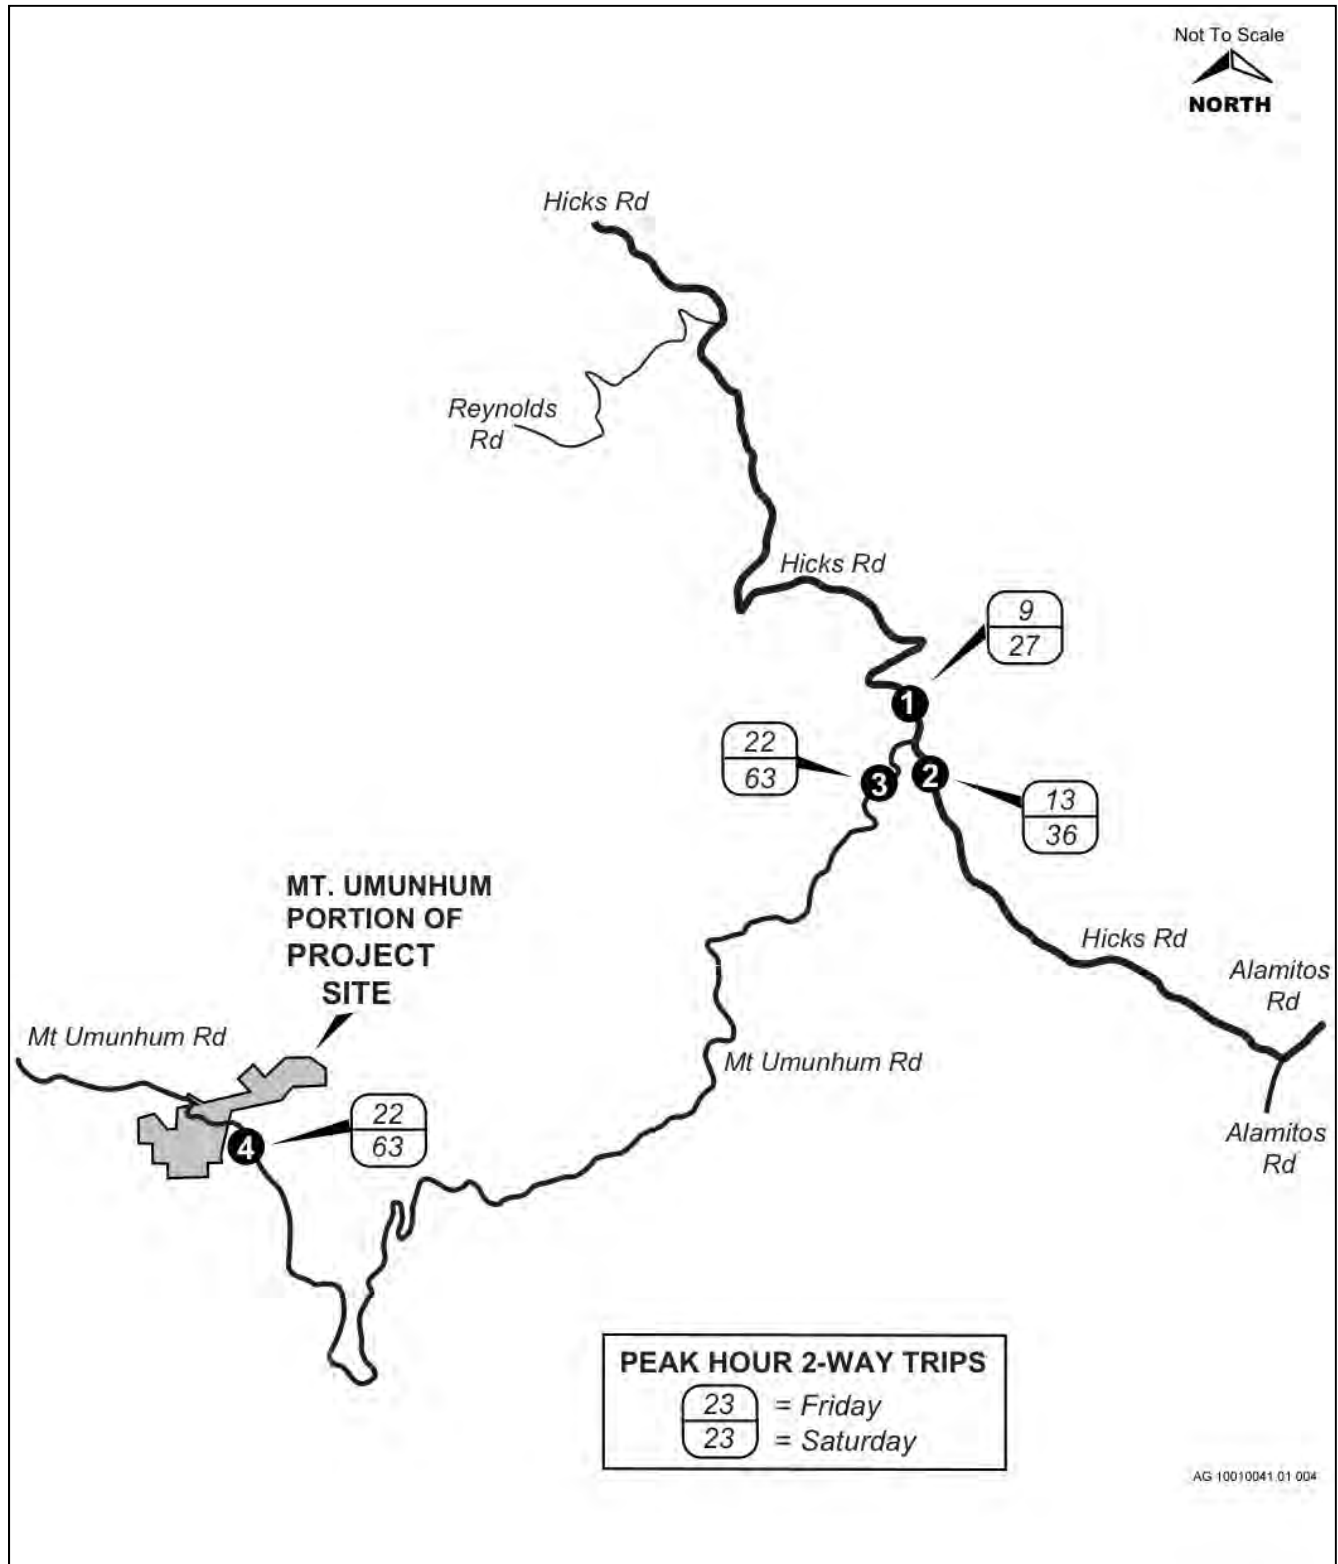 Not To Scale
NORTH
Hicks Rd
Reynolds
Rd
Hicks Rd
9
27
1
22
63
3
2
13
36
MT. UMUNHUM
PORTION OF
PROJECT
SITE
Hicks Rd
Alamitos
Rd
Mt Umunhum Rd
Mt Umunhum Rd
22
63
4
Alamitos
Rd
PEAK HOUR 2-WAY TRIPS
23 = Friday
23 = Saturday
AG 10010041.01 004